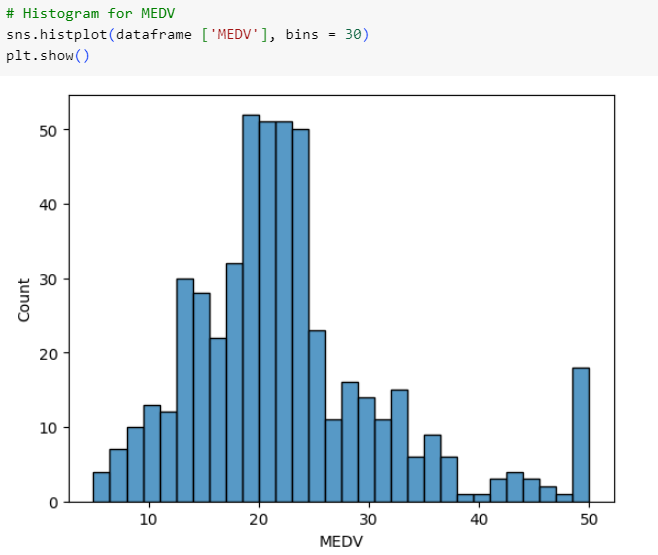 # Histogram for MEDV
sns.histplot(dataframe ['MEDV'], bins = 30)
plt.show()
50
40
30
20
10
0
Count
10 20 30 40 50
MEDV